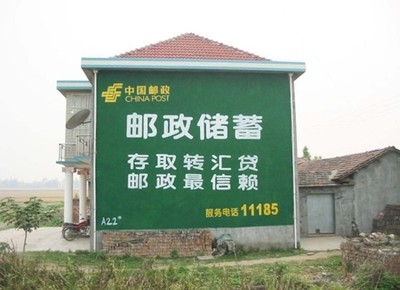 中国邮政
CHINA POST
邮政储蓄
存取转汇贷
邮政最信赖
服务电话 11185
A22#